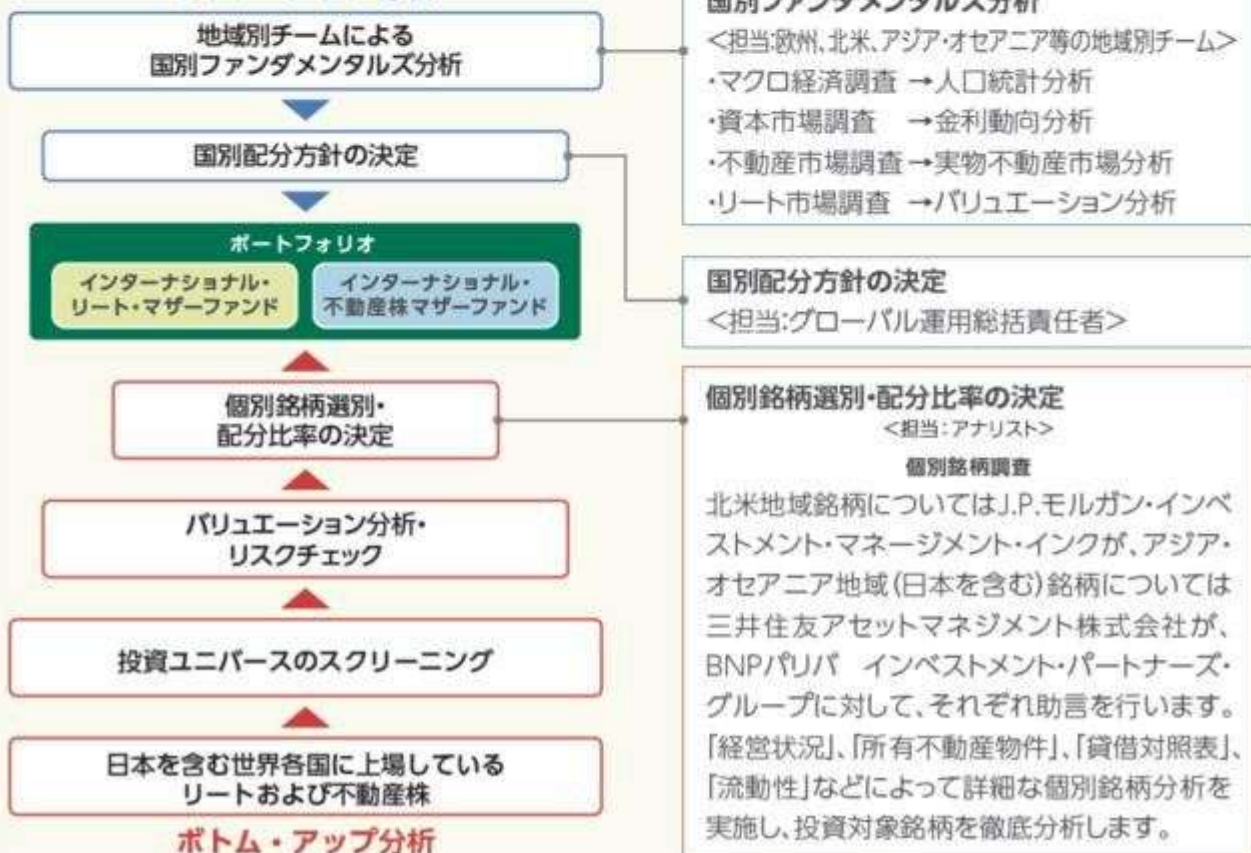 地域別チームによる
国別ファンダメンタルズ分析
国別配分方針の決定
ポートフォリオ
インターナショナル・
リート・マザーファンド
インターナショナル・
不動産株マザーファンド
個別銘柄選別・
配分比率の決定
バリュエーション分析・
リスクチェック
投資ユニバースのスクリーニング
日本を含む世界各国に上場している
リートおよび不動産株
ボトム・アップ分析
国別ファンダメンタルズ分析
<担当:欧州、北米、アジア・オセアニア等の地域別チーム>
・マクロ経済調査 →人口統計分析
・資本市場調査 →金利動向分析
・不動産市場調査→実物不動産市場分析
・リート市場調査 →バリュエーション分析
国別配分方針の決定
<担当:グローバル運用総括責任者>
個別銘柄選別・配分比率の決定
<担当:アナリスト>
個別銘柄調査
北米地域銘柄についてはJ.P.モルガン・インベ
ストメント・マネージメント・インクが、アジア・
オセアニア地域(日本を含む)銘柄については
三井住友アセットマネジメント株式会社が、
BNPパリバ インベストメント・パートナーズ・
グループに対して、それぞれ助言を行います。
「経営状況」、「所有不動産物件」、「貸借対照表」、
「流動性」などによって詳細な個別銘柄分析を
実施し、投資対象銘柄を徹底分析します。